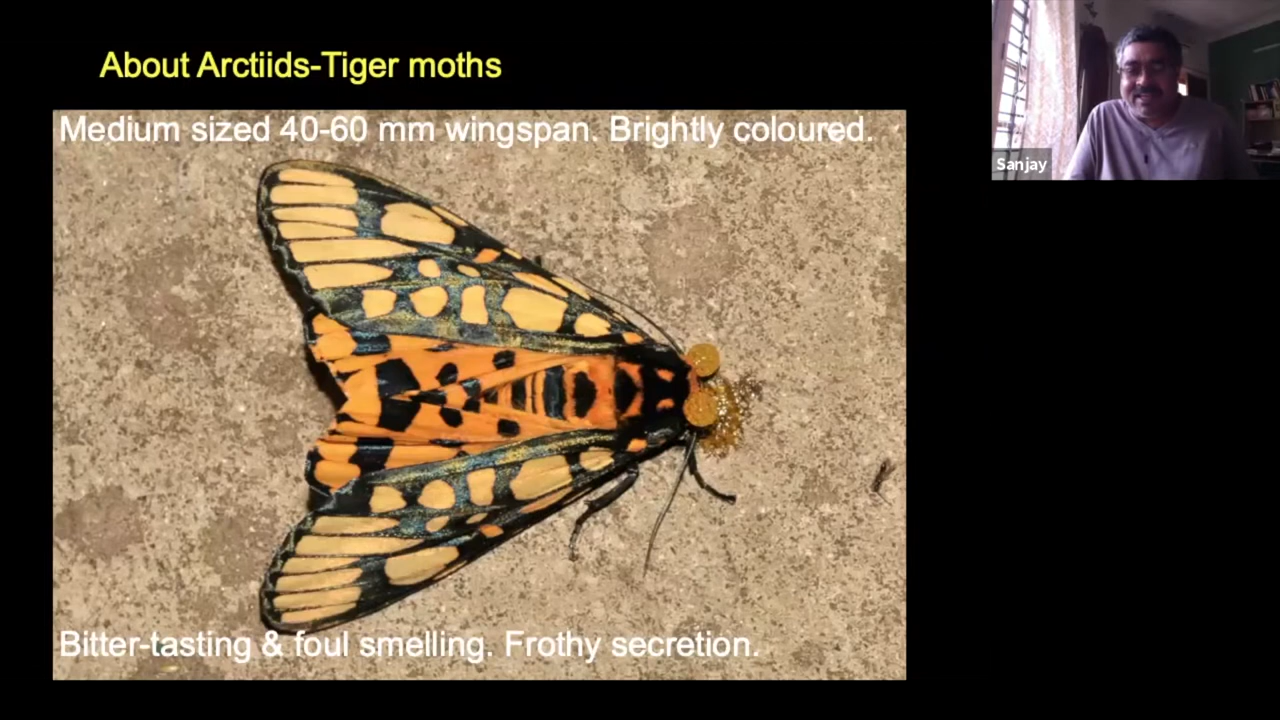 About Arctiids-Tiger moths
Medium sized 40-60 mm wingspan. Brightly coloured.
Sanjay
Bitter-tasting & foul smelling. Frothy secretion.